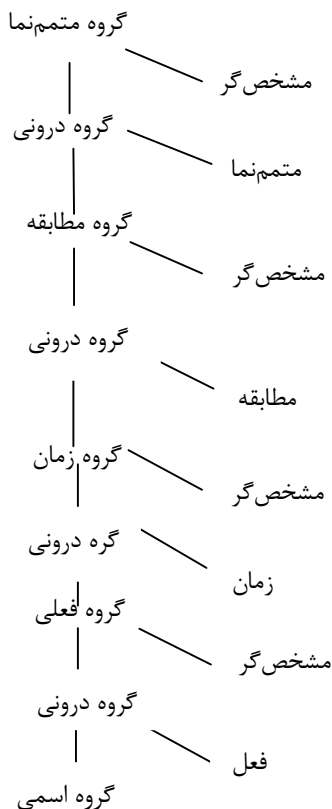 گروه متمم‌نما
مشخص‌گر
گروه درونی
متمم‌نما
گروه مطابقه
مشخص‌گر
گروه درونی
مطابقه
گروه زمان
مشخص‌گر
گره درونی
زمان
گروه فعلی
مشخص‌گر
گروه درونی
فعل
گروه اسمی